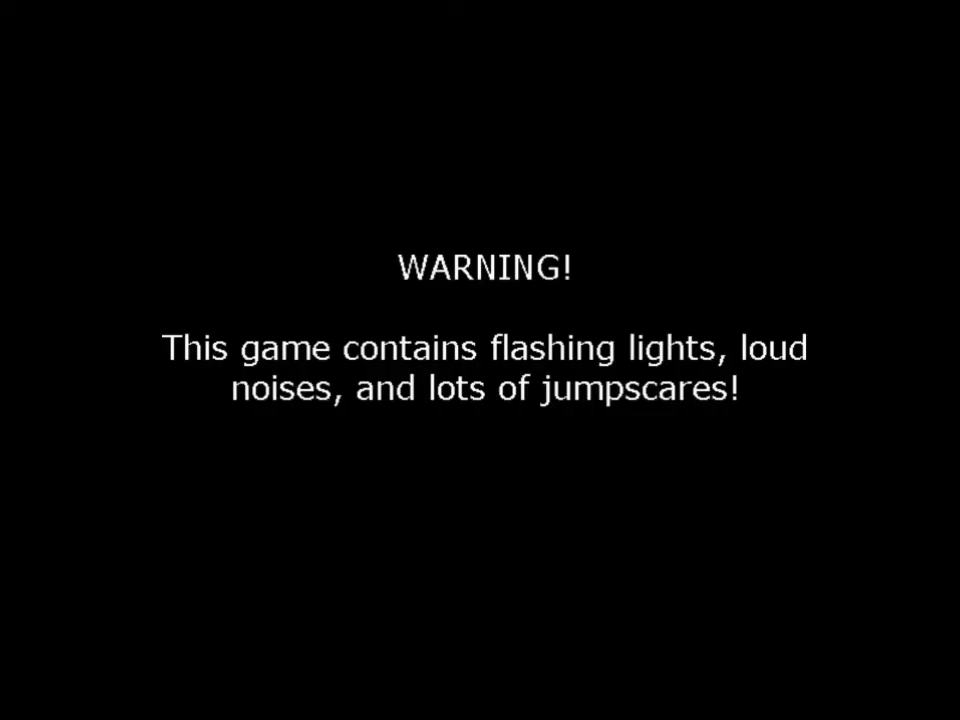 WARNING!
This game contains flashing lights, loud
noises, and lots of jumpscares!